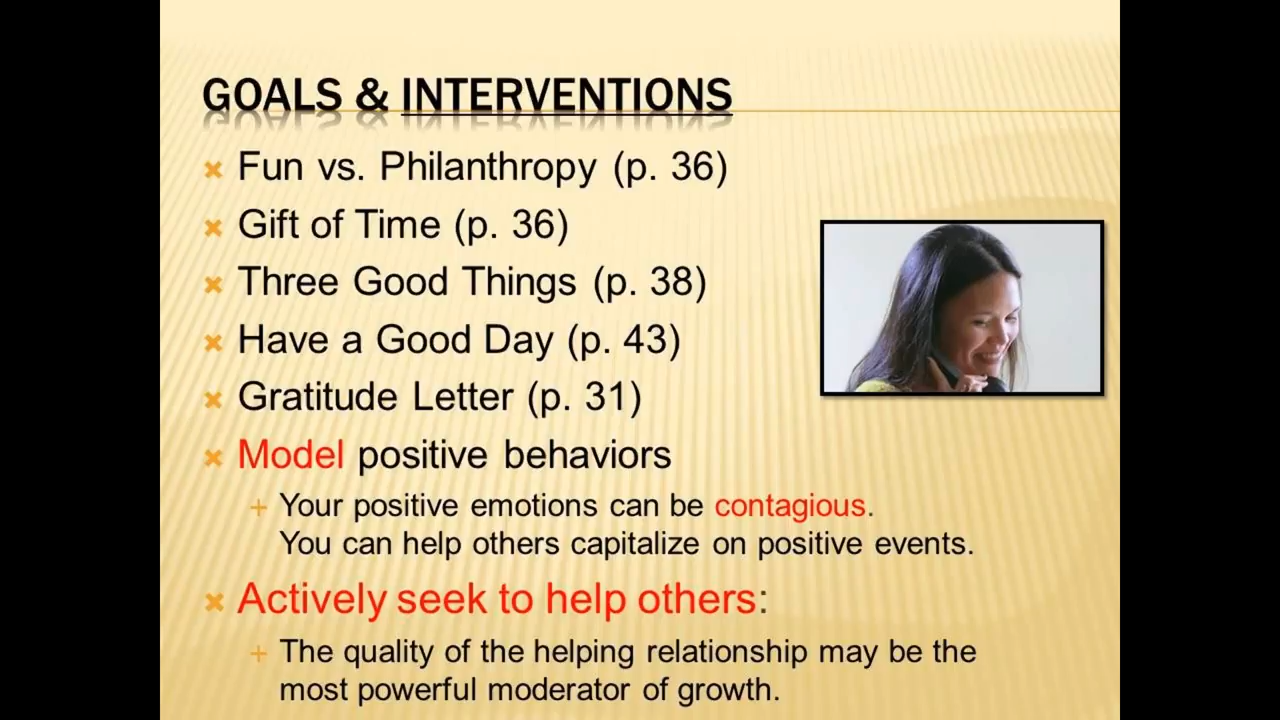 GOALS & INTERVENTIONS
Fun vs. Philanthropy (p. 36)
Gift of Time (p. 36)
Three Good Things (p. 38)
Have a Good Day (p. 43)
Gratitude Letter (p. 31)
Model positive behaviors
Your positive emotions can be contagious.
You can help others capitalize on positive events.
Actively seek to help others:
The quality of the helping relationship may be the
most powerful moderator of growth.